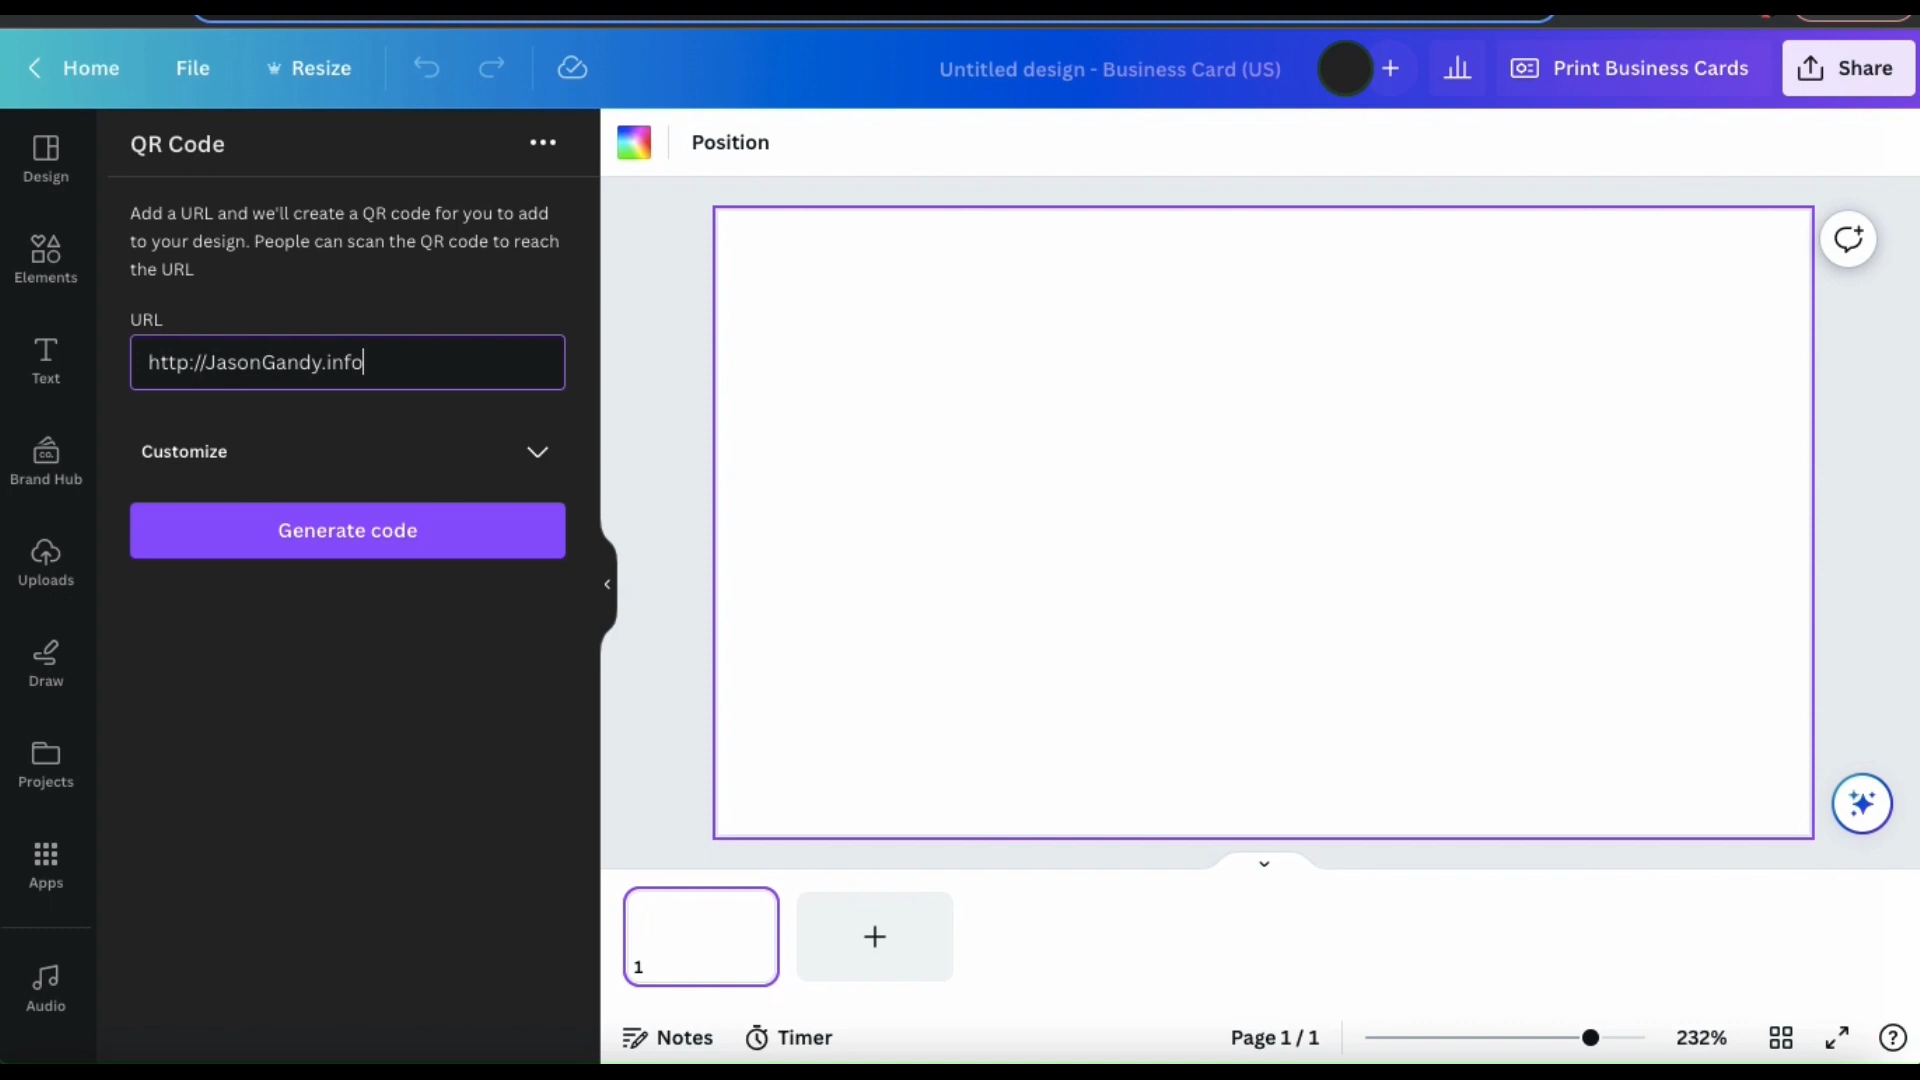 Home
File
Resize
Untitled design - Business Card (US)
Print Business Cards
Share
Design
Elements
Text
CO.
Brand Hub
Uploads
Draw
Projects
Apps
Audio
QR Code
Add a URL and we'll create a QR code for you to add
to your design. People can scan the QR code to reach
the URL
URL
http://JasonGandy.info
Customize
Generate code
Position
1
Notes
Timer
Page 1 / 1
232%